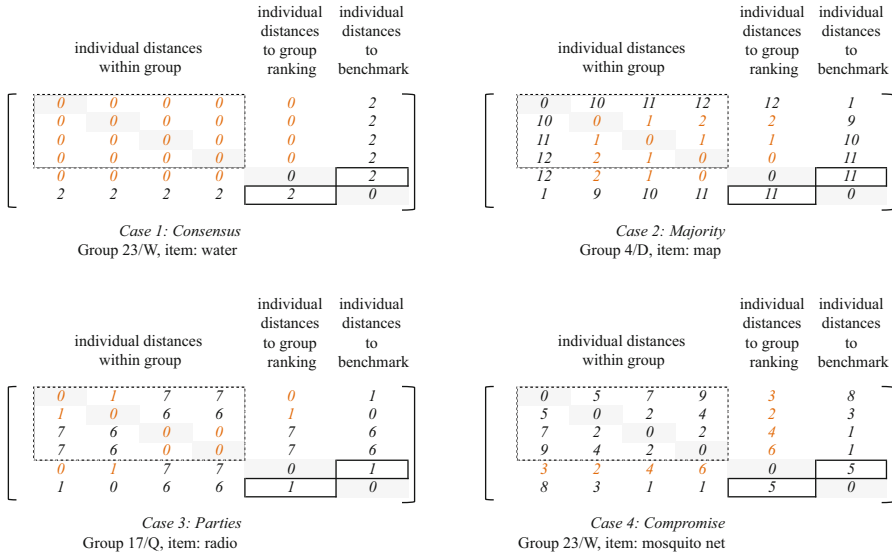 individual distances within group
individual distances to group ranking
individual distances to benchmark
0 0 0 0 0 2
0 0 0 0 0 2
0 0 0 0 0 2
0 0 0 0 0 2
0 0 0 0 0 2
2 2 2 2 2 0
Case 1: Consensus
Group 23/W, item: water
individual distances within group
individual distances to group ranking
individual distances to benchmark
0 10 11 12 12 1
10 0 1 2 2 9
11 1 0 1 1 10
12 2 1 0 0 11
12 2 1 0 0 11
1 9 10 11 11 0
Case 2: Majority
Group 4/D, item: map
individual distances within group
individual distances to group ranking
individual distances to benchmark
0 1 7 7 0 1
1 0 6 6 1 0
7 6 0 0 7 6
7 6 0 0 7 6
0 1 7 7 0 1
1 0 6 6 1 0
Case 3: Parties
Group 17/Q, item: radio
individual distances within group
individual distances to group ranking
individual distances to benchmark
0 5 7 9 3 8
5 0 2 4 2 3
7 2 0 2 4 1
9 4 2 0 6 1
3 2 4 6 0 5
8 3 1 1 5 0
Case 4: Compromise
Group 23/W, item: mosquito net